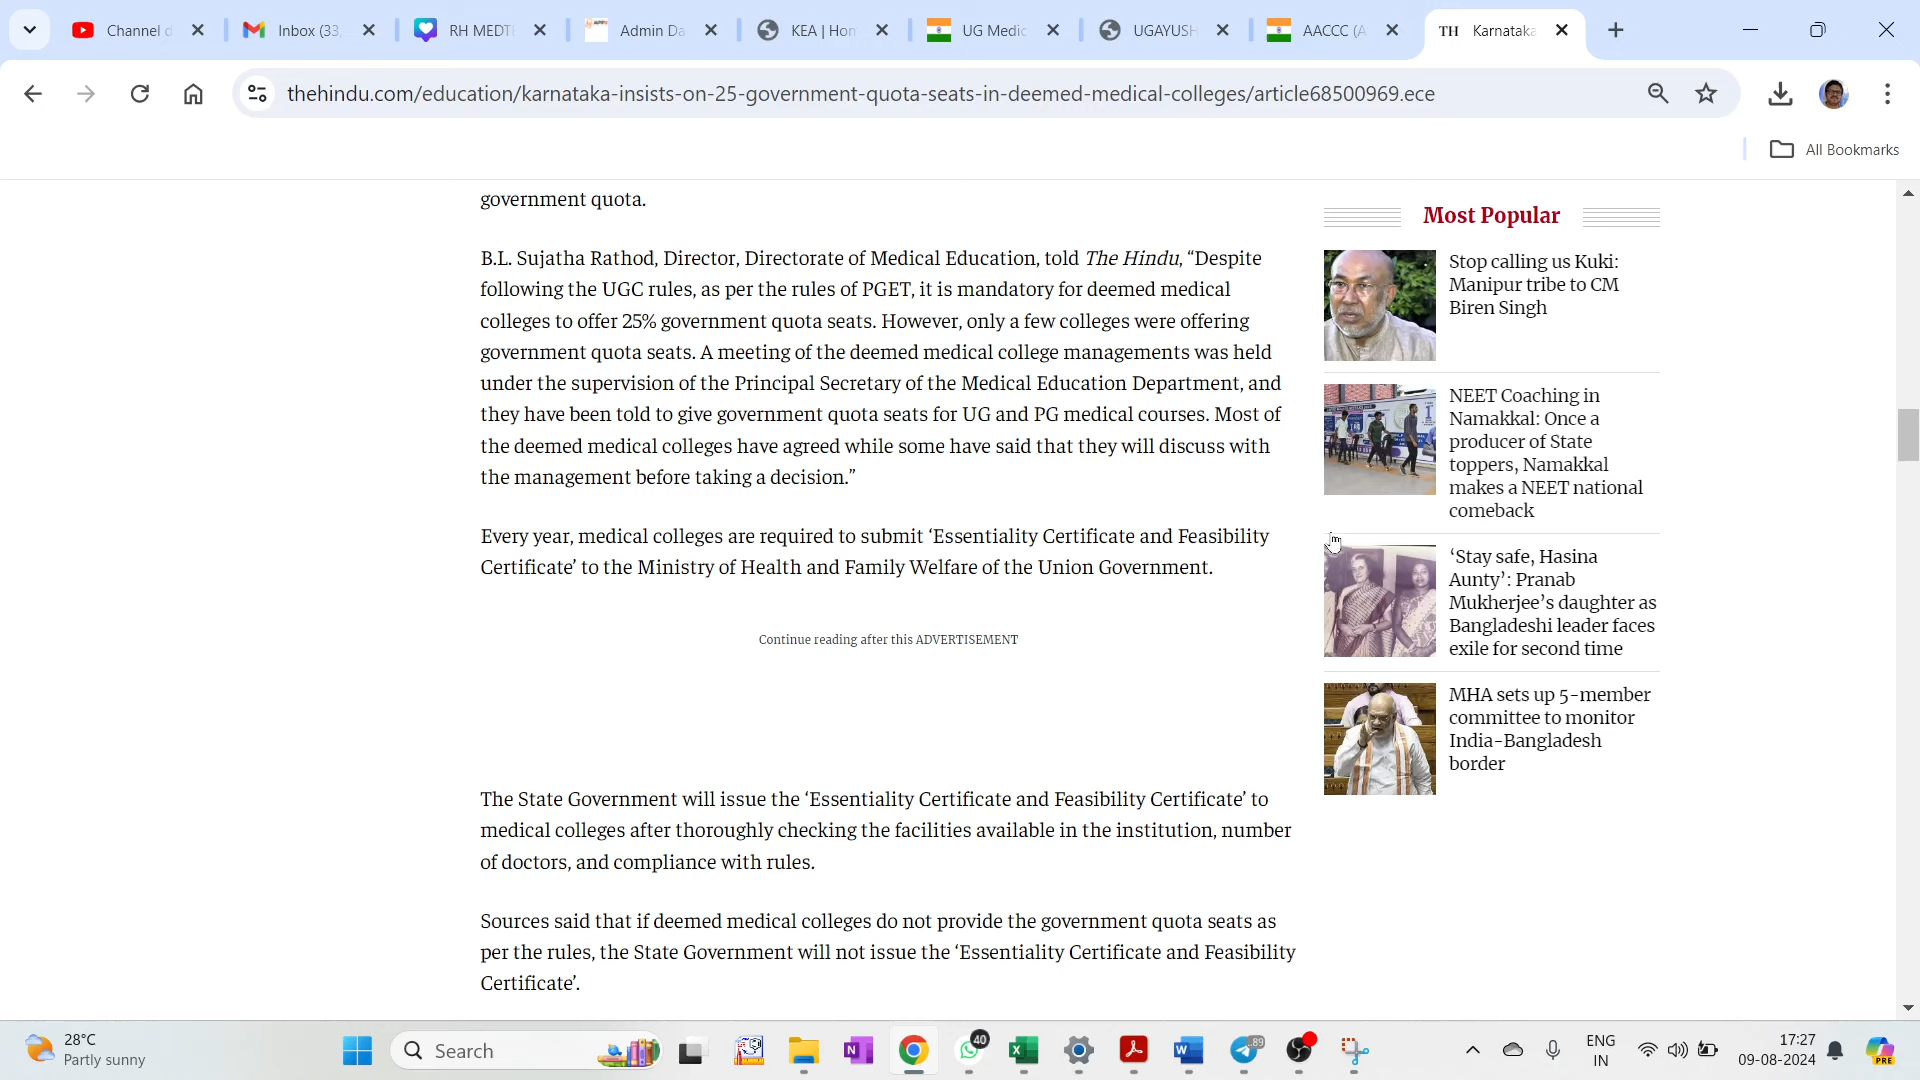 Channel d
Inbox (33,
RH MEDT
Admin Da
KEA | Hon
UG Medic
UGAYUSH
AACCC (A
TH Karnataka
thehindu.com/education/karnataka-insists-on-25-government-quota-seats-in-deemed-medical-colleges/article68500969.ece
All Bookmarks
government quota.
B.L. Sujatha Rathod, Director, Directorate of Medical Education, told The Hindu, “Despite
following the UGC rules, as per the rules of PGET, it is mandatory for deemed medical
colleges to offer 25% government quota seats. However, only a few colleges were offering
government quota seats. A meeting of the deemed medical college managements was held
under the supervision of the Principal Secretary of the Medical Education Department, and
they have been told to give government quota seats for UG and PG medical courses. Most of
the deemed medical colleges have agreed while some have said that they will discuss with
the management before taking a decision.”
Every year, medical colleges are required to submit ‘Essentiality Certificate and Feasibility
Certificate’ to the Ministry of Health and Family Welfare of the Union Government.
Continue reading after this ADVERTISEMENT
The State Government will issue the ‘Essentiality Certificate and Feasibility Certificate’ to
medical colleges after thoroughly checking the facilities available in the institution, number
of doctors, and compliance with rules.
Sources said that if deemed medical colleges do not provide the government quota seats as
per the rules, the State Government will not issue the ‘Essentiality Certificate and Feasibility
Certificate’.
Most Popular
Stop calling us Kuki:
Manipur tribe to CM
Biren Singh
NEET Coaching in
Namakkal: Once a
producer of State
toppers, Namakkal
makes a NEET national
comeback
‘Stay safe, Hasina
Aunty’: Pranab
Mukherjee’s daughter as
Bangladeshi leader faces
exile for second time
MHA sets up 5-member
committee to monitor
India-Bangladesh
border
28°C
Partly sunny
Search
40
..89
ENG
IN
17:27
09-08-2024
PRE